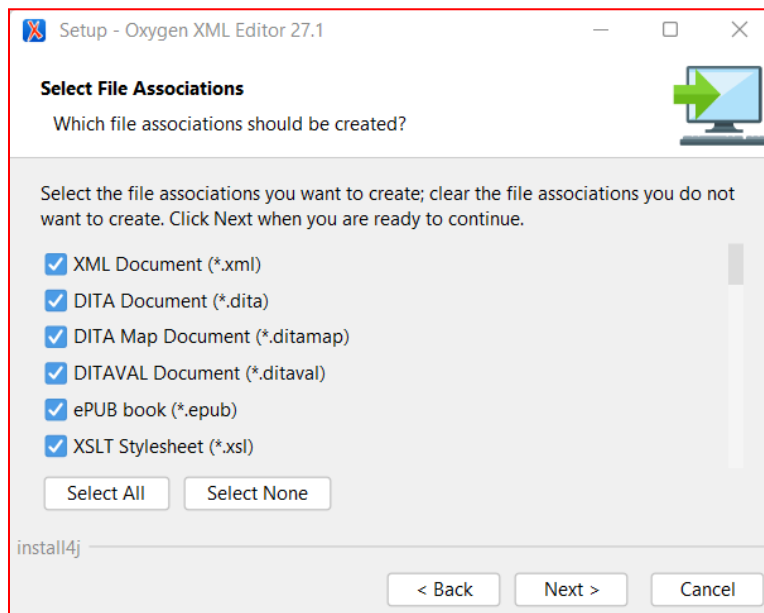 Setup - Oxygen XML Editor 27.1
Select File Associations
Which file associations should be created?
Select the file associations you want to create; clear the file associations you do not
want to create. Click Next when you are ready to continue.
XML Document (*.xml)
DITA Document (*.dita)
DITA Map Document (*.ditamap)
DITAVAL Document (*.ditaval)
ePUB book (*.epub)
XSLT Stylesheet (*.xsl)
Select All Select None
install4j
< Back Next > Cancel